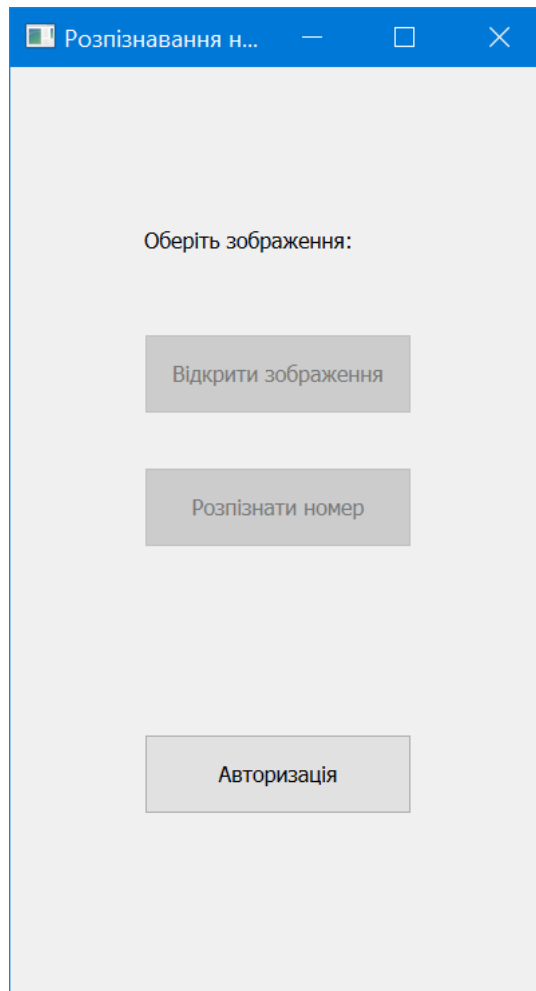 Розпізнавання н...
Оберіть зображення:
Відкрити зображення
Розпізнати номер
Авторизація